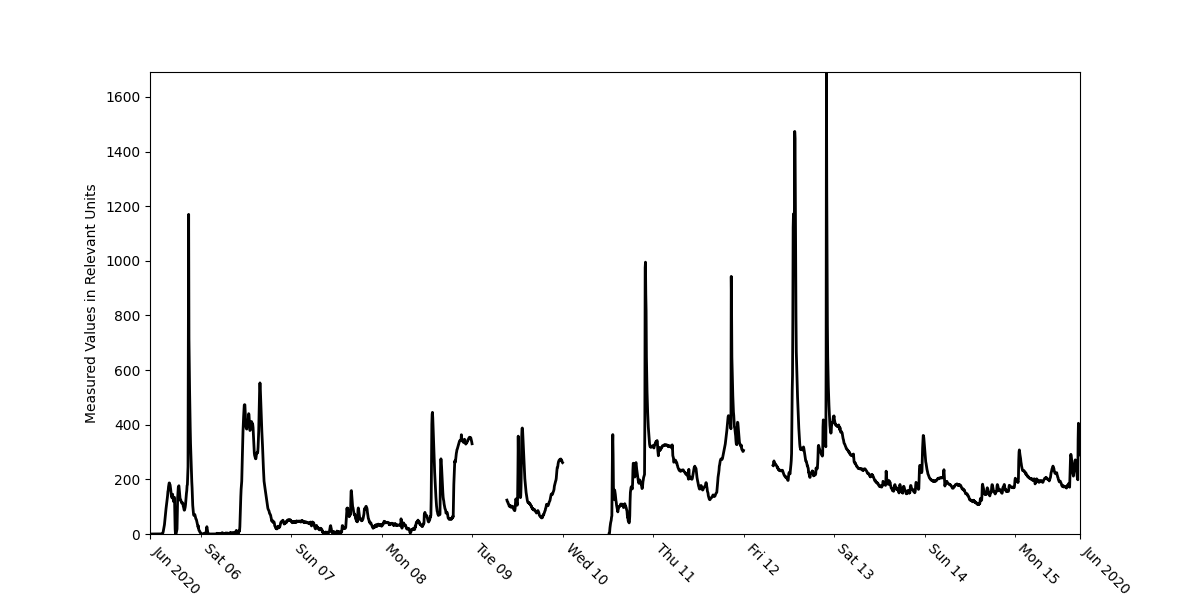 1600
1400
1200
1000
800
600
400
200
0
Measured Values in Relevant Units
Jun 2020
Sat 06
Sun 07
Mon 08
Tue 09
Wed 10
Thu 11
Fri 12
Sat 13
Sun 14
Mon 15
Jun 2020